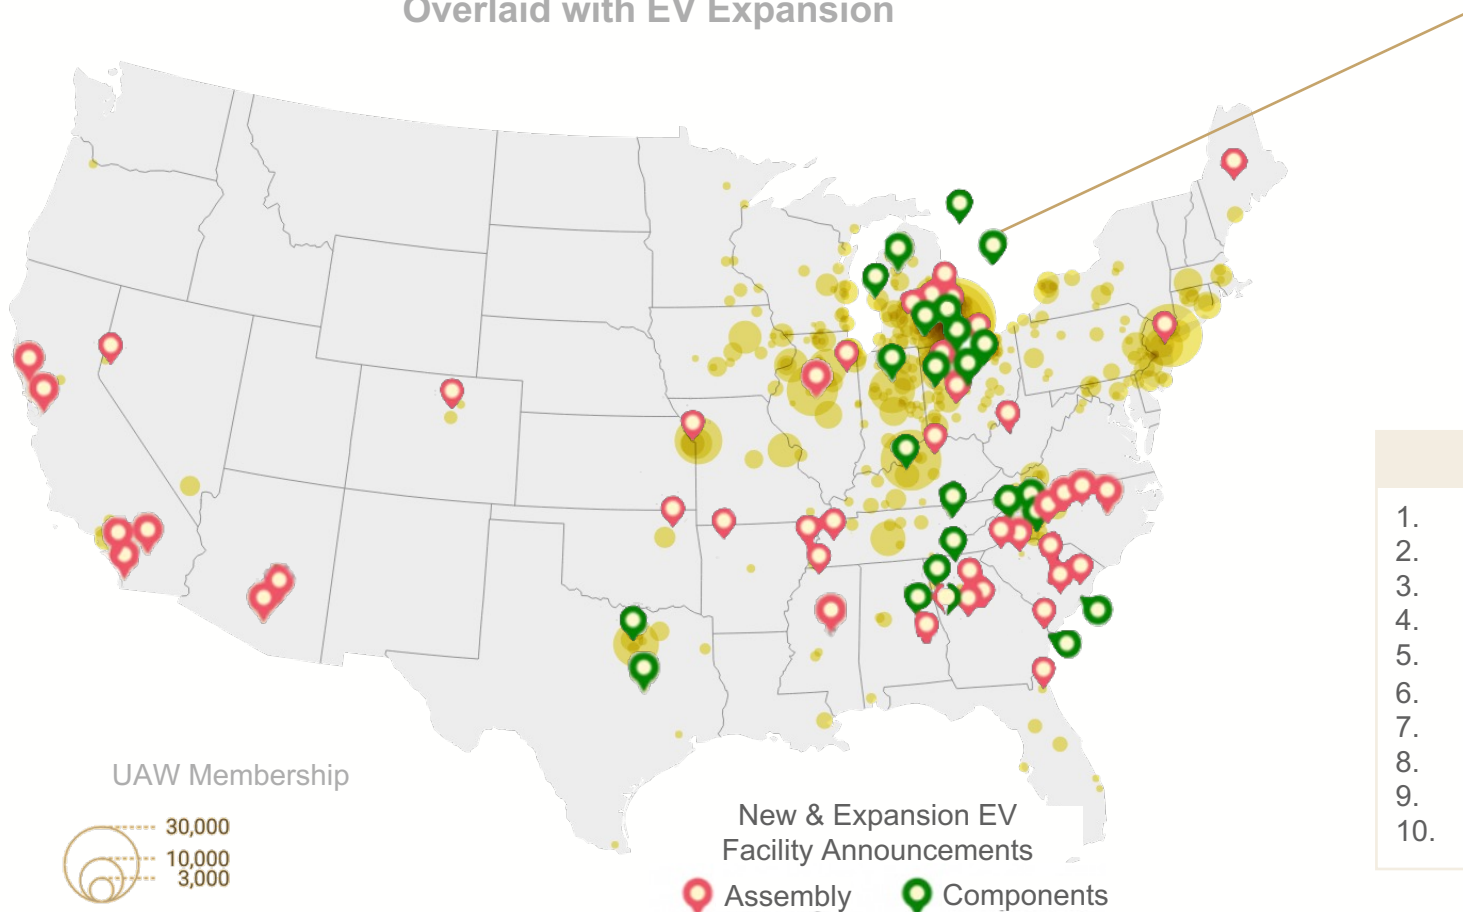 Overlaid with EV Expansion
UAW Membership
30,000
10,000
3,000
New & Expansion EV
Facility Announcements
Assembly
Components
1.
2.
3.
4.
5.
6.
7.
8.
9.
10.